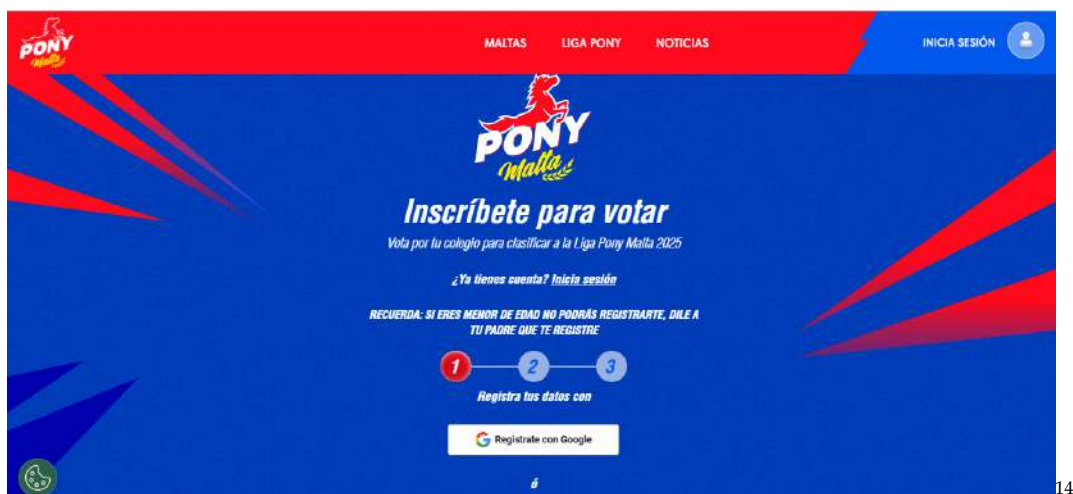 PONY
Malta
MALTAS LIGA PONY NOTICIAS INICIA SESIÓN
PONY
Malta
Inscríbete para votar
Vota por tu colegio para clasificar a la Liga Pony Malta 2025
¿Ya tienes cuenta? Inicia sesión
RECUERDA: SI ERES MENOR DE EDAD NO PODRÁS REGISTRARTE, DILE A
TU PADRE QUE TE REGISTRE
1 2 3
Registra tus datos con
Regístrate con Google
ó
14